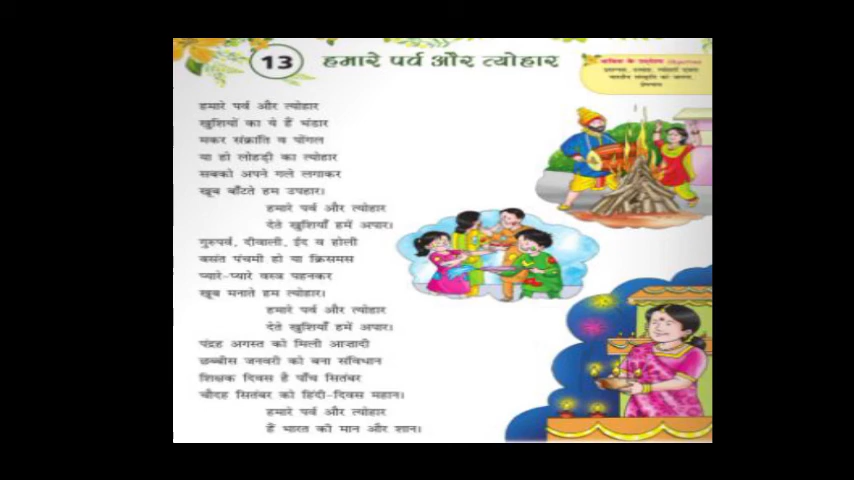 13
हमारे पर्व और त्योहार
हमारे पर्व और त्योहार
खुशियों का ये हैं भंडार
मकर संक्रांति व पोंगल
या हो लोहड़ी का त्योहार
सबको अपने गले लगाकर
खूब बाँटते हम उपहार।
हमारे पर्व और त्योहार
देते खुशियाँ हमें अपार।
गुरुपर्व, दीवाली, ईद व होली
बसंत पंचमी हो या क्रिसमस
प्यारे-प्यारे वस्त्र पहनकर
खूब मनाते हम त्योहार।
हमारे पर्व और त्योहार
देते खुशियाँ हमें अपार।
पंद्रह अगस्त को मिली आज़ादी
छब्बीस जनवरी को बना संविधान
शिक्षक दिवस है पाँच सितंबर
चौदह सितंबर को हिंदी-दिवस महान।
हमारे पर्व और त्योहार
हैं भारत की मान और शान।